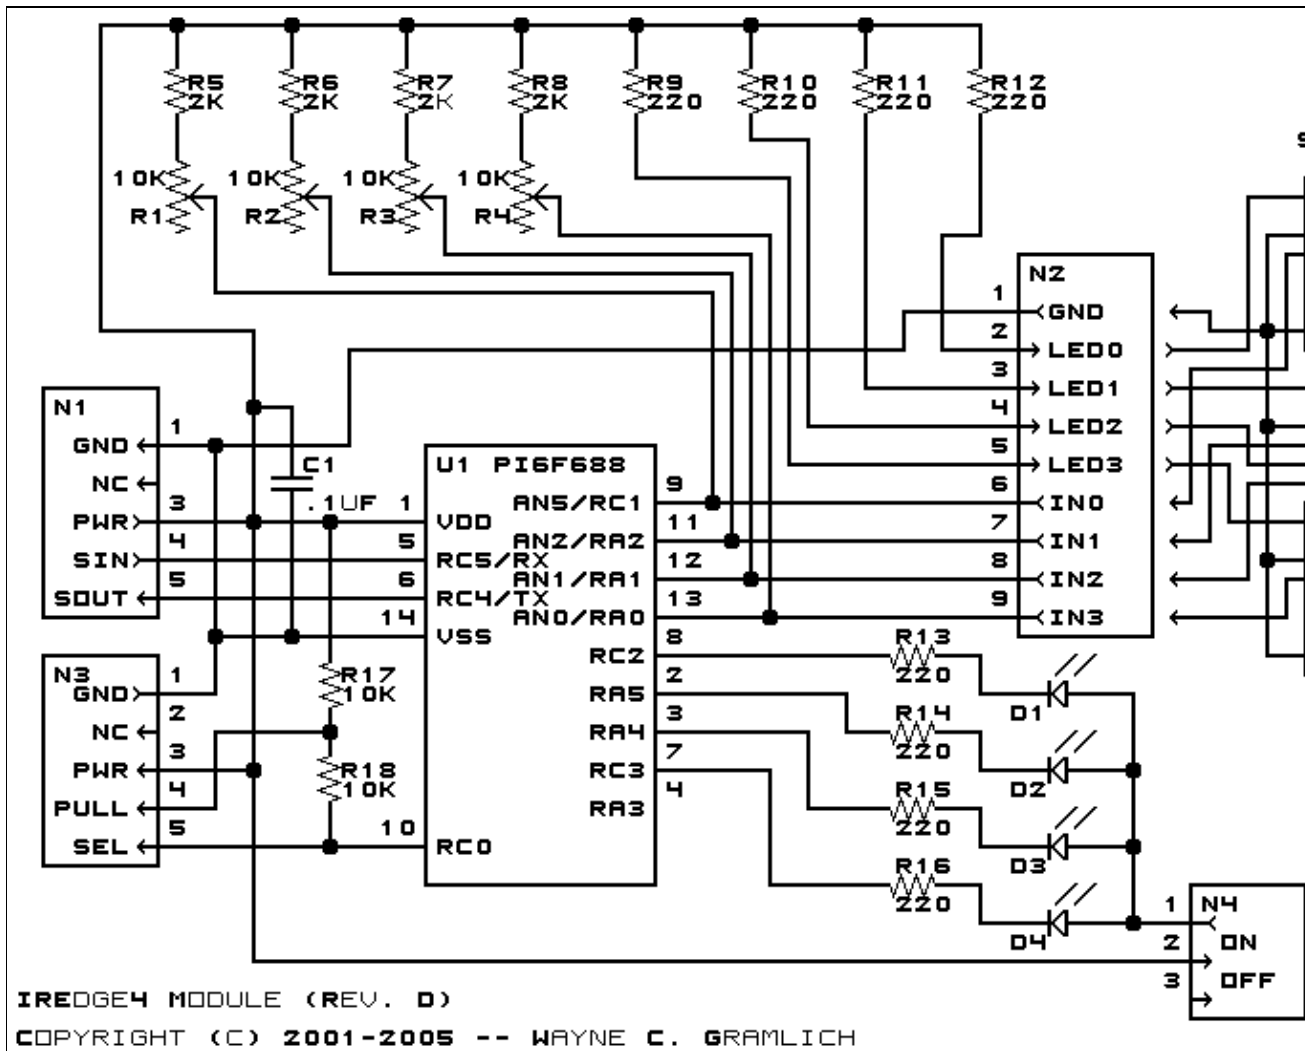 R5 2K
R6 2K
R7 2K
R8 2K
R9 220
R10 220
R11 220
R12 220
10K R1
10K R2
10K R3
10K R4
N2
1 GND
2 LED0
3 LED1
4 LED2
5 LED3
6 IN0
7 IN1
8 IN2
9 IN3
N1
1 GND
NC
3 PWR
4 SIN
5 SOUT
C1
.1UF
U1 PI6F688
1 VDD
5 RC5/RX
6 RC4/TX
14 VSS
10 RC0
AN5/RC1 9
AN2/RA2 11
AN1/RA1 12
AN0/RA0 13
RC2 8
RA5 2
RA4 3
RC3 7
RA3 4
N3
1 GND
2 NC
3 PWR
4 PULL
5 SEL
R17 10K
R18 10K
R13 220
D1
R14 220
D2
R15 220
D3
R16 220
D4
N4
1
2 ON
3 OFF
IREDGE4 MODULE (REV. D)
COPYRIGHT (C) 2001-2005 -- WAYNE C. GRAMLICH